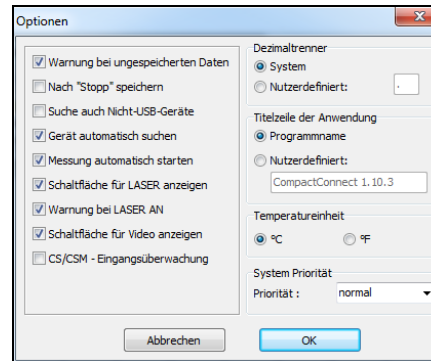 Optionen
Warnung bei ungespeicherten Daten
Nach "Stopp" speichern
Suche auch Nicht-USB-Geräte
Gerät automatisch suchen
Messung automatisch starten
Schaltfläche für LASER anzeigen
Warnung bei LASER AN
Schaltfläche für Video anzeigen
CS/CSM - Eingangsüberwachung
Dezimaltrenner
System
Nutzerdefiniert: .
Titelzeile der Anwendung
Programmname
Nutzerdefiniert:
CompactConnect 1.10.3
Temperatureinheit
°C °F
System Priorität
Priorität : normal
Abbrechen OK